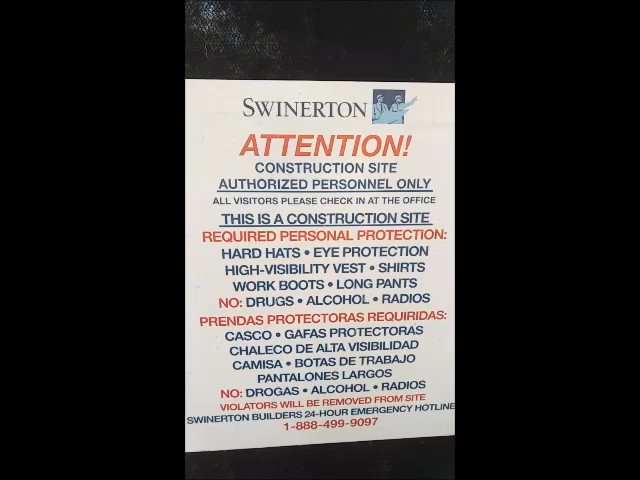 SWINERTON
ATTENTION!
CONSTRUCTION SITE
AUTHORIZED PERSONNEL ONLY
ALL VISITORS PLEASE CHECK IN AT THE OFFICE
THIS IS A CONSTRUCTION SITE
REQUIRED PERSONAL PROTECTION:
HARD HATS • EYE PROTECTION
HIGH-VISIBILITY VEST • SHIRTS
WORK BOOTS • LONG PANTS
NO: DRUGS • ALCOHOL • RADIOS
PRENDAS PROTECTORAS REQUIRIDAS:
CASCO • GAFAS PROTECTORAS
CHALECO DE ALTA VISIBILIDAD
CAMISA • BOTAS DE TRABAJO
PANTALONES LARGOS
NO: DROGAS • ALCOHOL • RADIOS
VIOLATORS WILL BE REMOVED FROM SITE
SWINERTON BUILDERS 24-HOUR EMERGENCY HOTLINE
1-888-499-9097